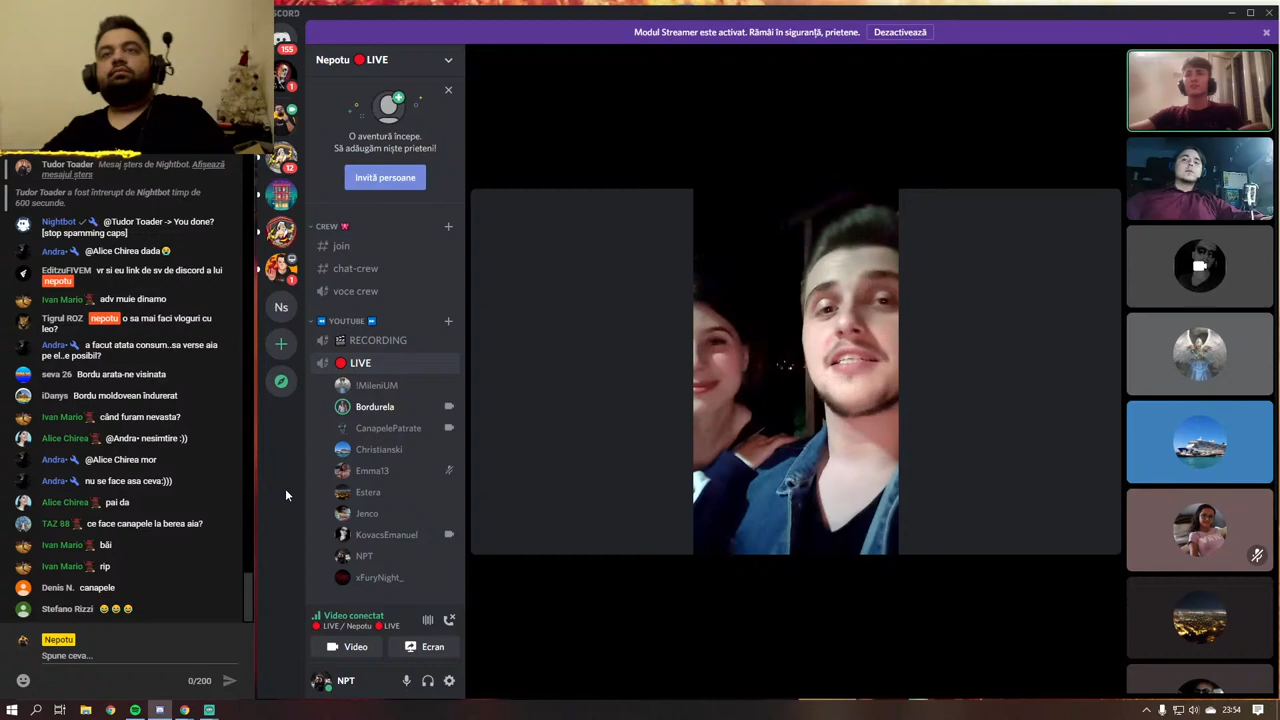 DISCORD
155
1
12
1
Ns
Tudor Toader Mesaj șters de Nightbot. Afișează
mesajul șters
Tudor Toader a fost întrerupt de Nightbot timp de
600 secunde.
Nightbot @Tudor Toader -> You done?
[stop spamming caps]
Andra• @Alice Chirea dada😭
EditzuFIVEM vr si eu link de sv de discord a lui
nepotu
Ivan Mario adv muie dinamo
Tigrul ROZ nepotu o sa mai faci vloguri cu
leo?
Andra• a facut atata consum..sa verse aia
pe el..e posibil?
seva 26 Bordu arata-ne visinata
iDanys Bordu moldovean îndurerat
Ivan Mario când furam nevasta?
Alice Chirea @Andra• nesimtire :))
Andra• @Alice Chirea mor
Andra• nu se face asa ceva:)))
Alice Chirea pai da
TAZ 88 ce face canapele la berea aia?
Ivan Mario băi
Ivan Mario rip
Denis N. canapele
Stefano Rizzi 😄😄😄
Nepotu
Spune ceva...
0/200
Modul Streamer este activat. Rămâi în siguranță, prietene.
Dezactivează
Nepotu 🔴LIVE
O aventură începe.
Să adăugăm niște prieteni!
Invită persoane
CREW
join
chat-crew
voce crew
YOUTUBE
RECORDING
LIVE
!MileniUM
Bordurela
CanapelePatrate
Christianski
Emma13
Estera
Jenco
KovacsEmanuel
NPT
xFuryNight_
Video conectat
🔴 LIVE / Nepotu 🔴LIVE
Video
Ecran
NPT
23:54